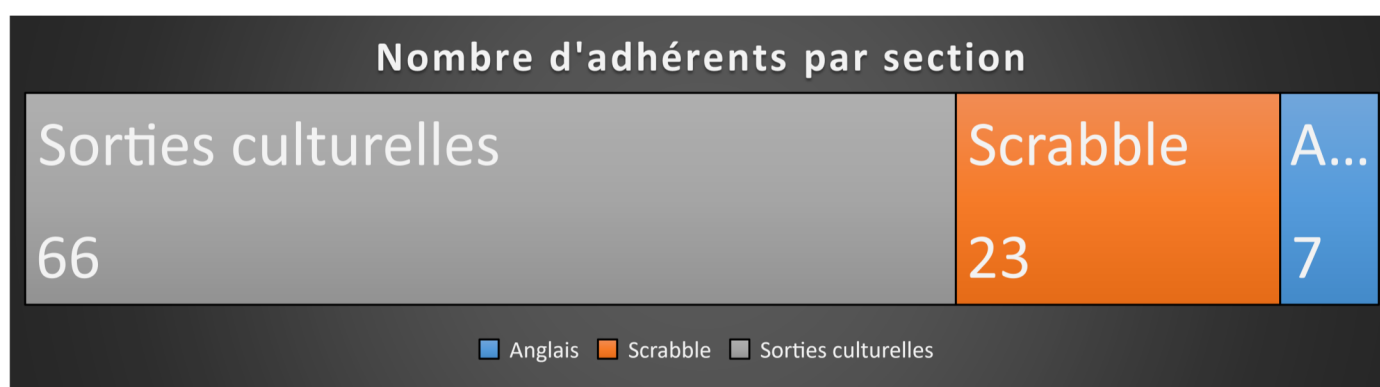 Nombre d'adhérents par section
Sorties culturelles
66
Scrabble
23
A...
7
Anglais
Scrabble
Sorties culturelles